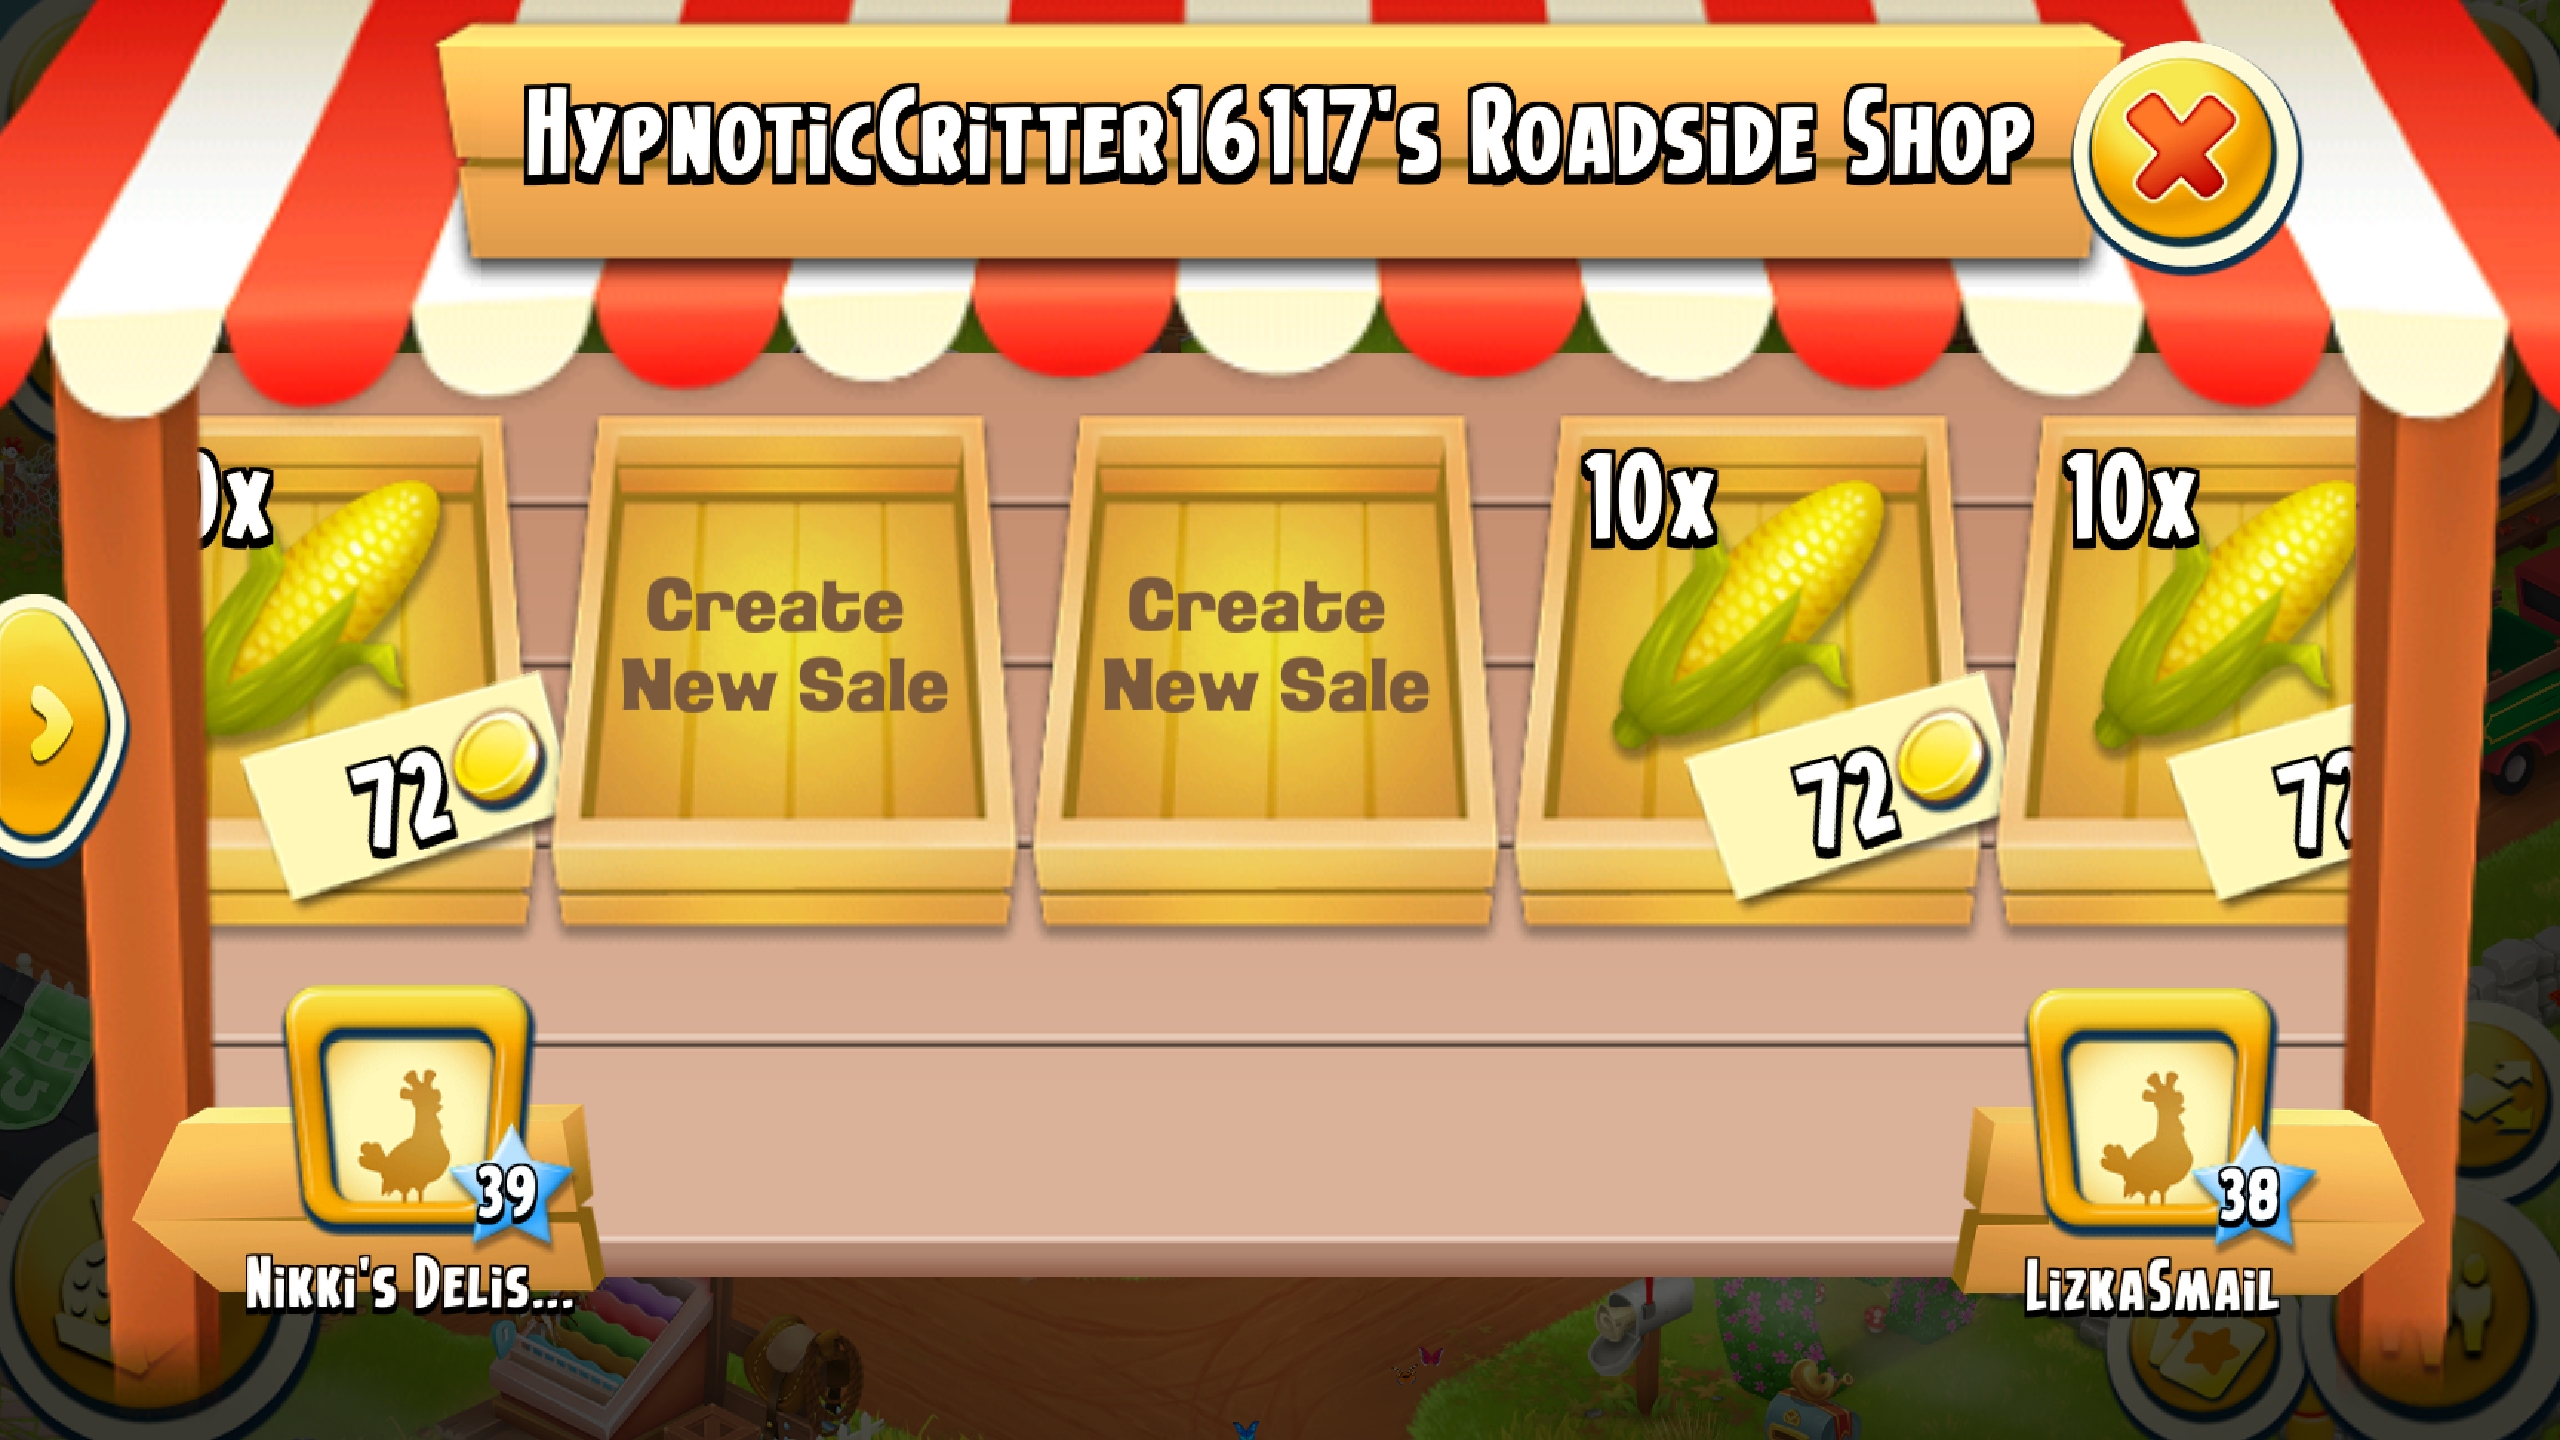 HypnoticCritter16117's Roadside Shop
10x
10x
Create
New Sale
Create
New Sale
72
72
39
38
Nikki's Delis...
LizkaSmail